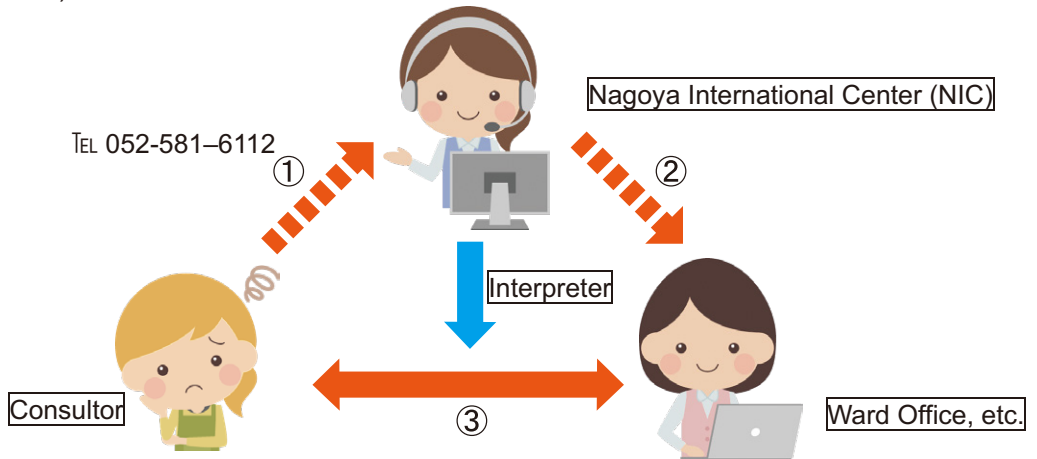 Nagoya International Center (NIC)
TEL 052-581–6112
①
②
Interpreter
Consultor
③
Ward Office, etc.